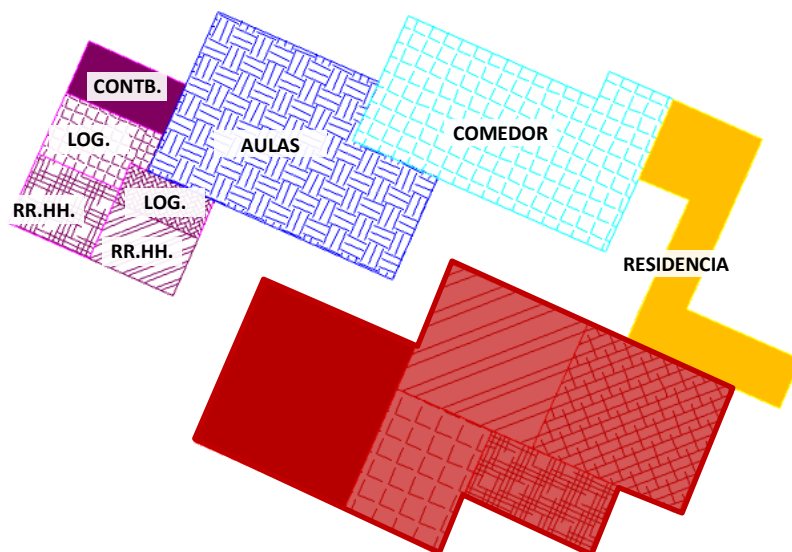 CONTB.
LOG.
AULAS
COMEDOR
RR.HH.
LOG.
RR.HH.
RESIDENCIA